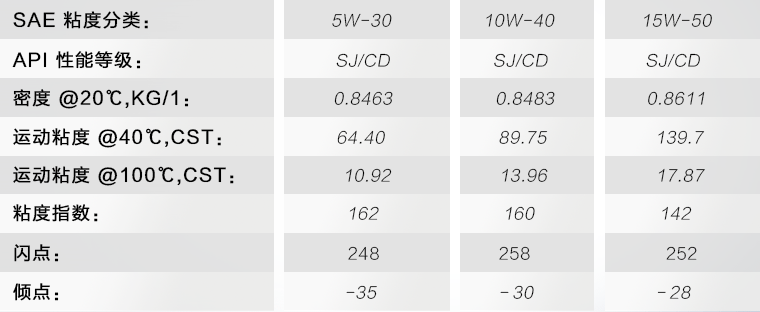 SAE 粘度分类： 5W-30 10W-40 15W-50
API 性能等级： SJ/CD SJ/CD SJ/CD
密度 @20℃,KG/1： 0.8463 0.8483 0.8611
运动粘度 @40℃,CST： 64.40 89.75 139.7
运动粘度 @100℃,CST： 10.92 13.96 17.87
粘度指数： 162 160 142
闪点： 248 258 252
倾点： -35 -30 -28